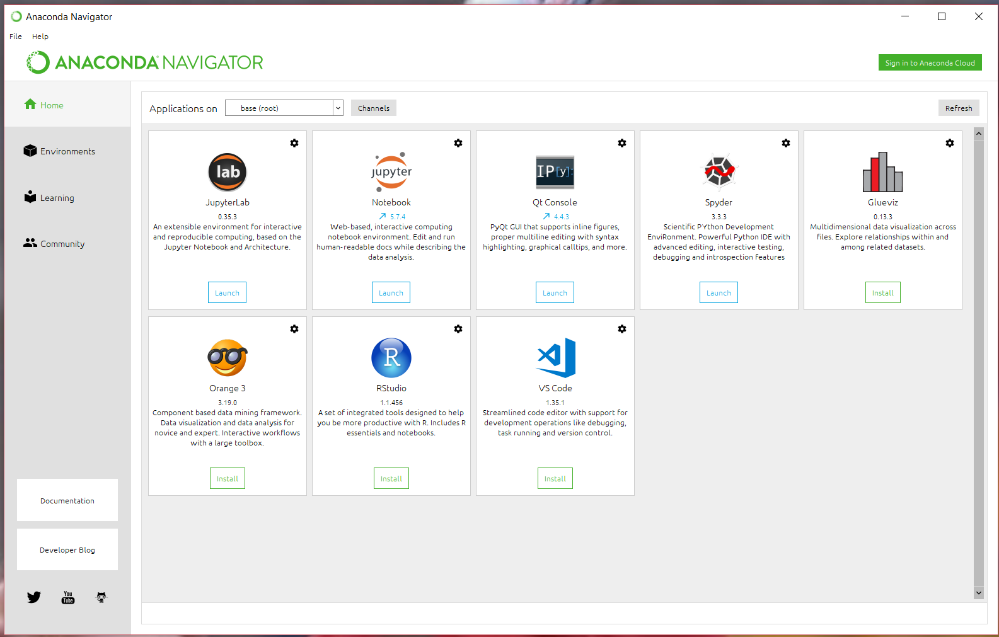 Anaconda Navigator
File Help
ANACONDA NAVIGATOR
Sign in to Anaconda Cloud
Home
Environments
Learning
Community
Documentation
Developer Blog
You
Tube
Applications on
base (root)
Channels
Refresh
lab
JupyterLab
0.35.3
An extensible environment for interactive
and reproducible computing, based on the
Jupyter Notebook and Architecture.
Launch
jupyter
Notebook
5.7.4
Web-based, interactive computing
notebook environment. Edit and run
human-readable docs while describing the
data analysis.
Launch
IP[y]:
Qt Console
4.4.3
PyQt GUI that supports inline figures,
proper multiline editing with syntax
highlighting, graphical calltips, and more.
Launch
Spyder
3.3.3
Scientific PYthon Development
EnviRonment. Powerful Python IDE with
advanced editing, interactive testing,
debugging and introspection features
Launch
Glueviz
0.13.3
Multidimensional data visualization across
files. Explore relationships within and
among related datasets.
Install
Orange 3
3.19.0
Component based data mining framework.
Data visualization and data analysis for
novice and expert. Interactive workflows
with a large toolbox.
Install
R
RStudio
1.1.456
A set of integrated tools designed to help
you be more productive with R. Includes R
essentials and notebooks.
Install
VS Code
1.35.1
Streamlined code editor with support for
development operations like debugging,
task running and version control.
Install